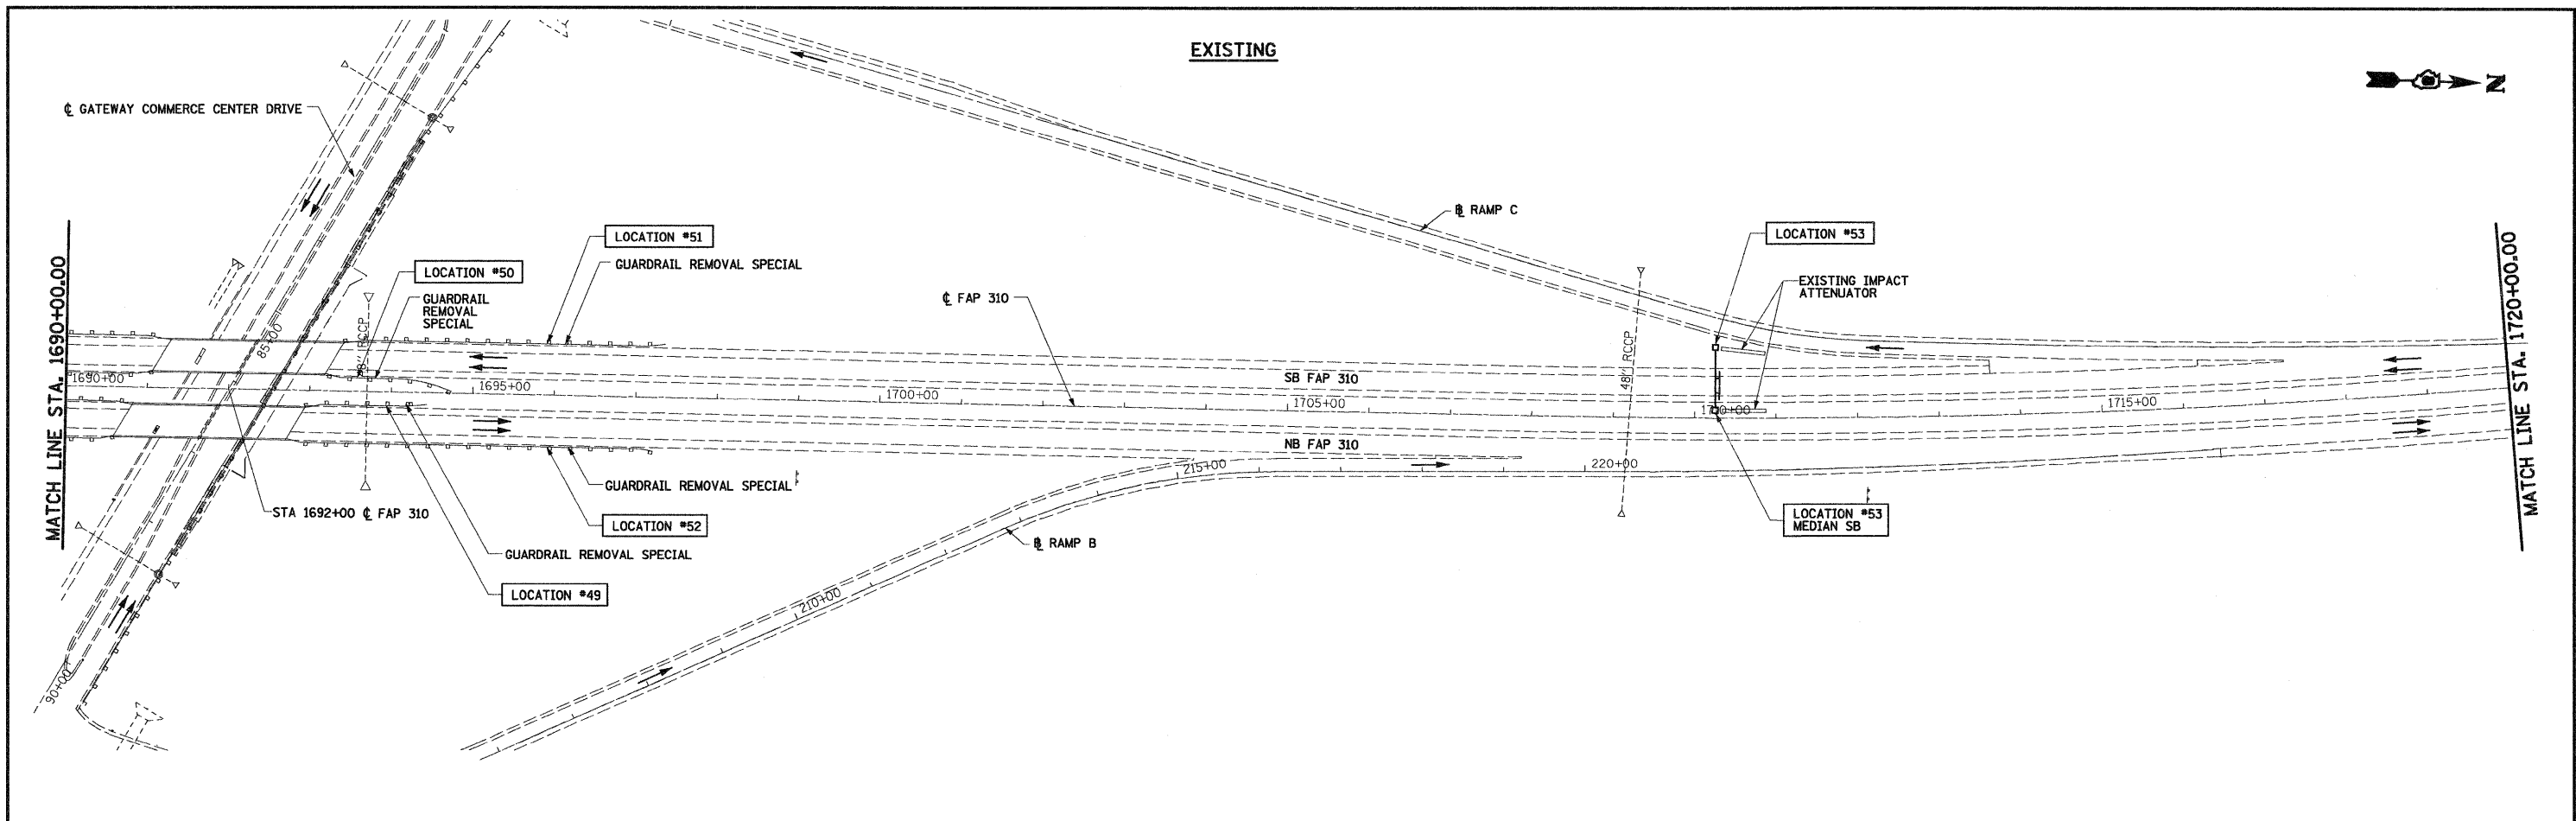 EXISTING
N
℄ GATEWAY COMMERCE CENTER DRIVE
MATCH LINE STA. 1690+00.00
LOCATION #51
GUARDRAIL REMOVAL SPECIAL
LOCATION #50
GUARDRAIL
REMOVAL
SPECIAL
℄ FAP 310
RAMP C
LOCATION #53
EXISTING IMPACT
ATTENUATOR
MATCH LINE STA. 1720+00.00
85+00
48" RCCP
48" RCCP
1690+00
1695+00
1700+00
1705+00
1710+00
1715+00
SB FAP 310
NB FAP 310
215+00
220+00
210+00
90+00
GUARDRAIL REMOVAL SPECIAL
STA 1692+00 ℄ FAP 310
LOCATION #52
GUARDRAIL REMOVAL SPECIAL
LOCATION #49
RAMP B
LOCATION #53
MEDIAN SB